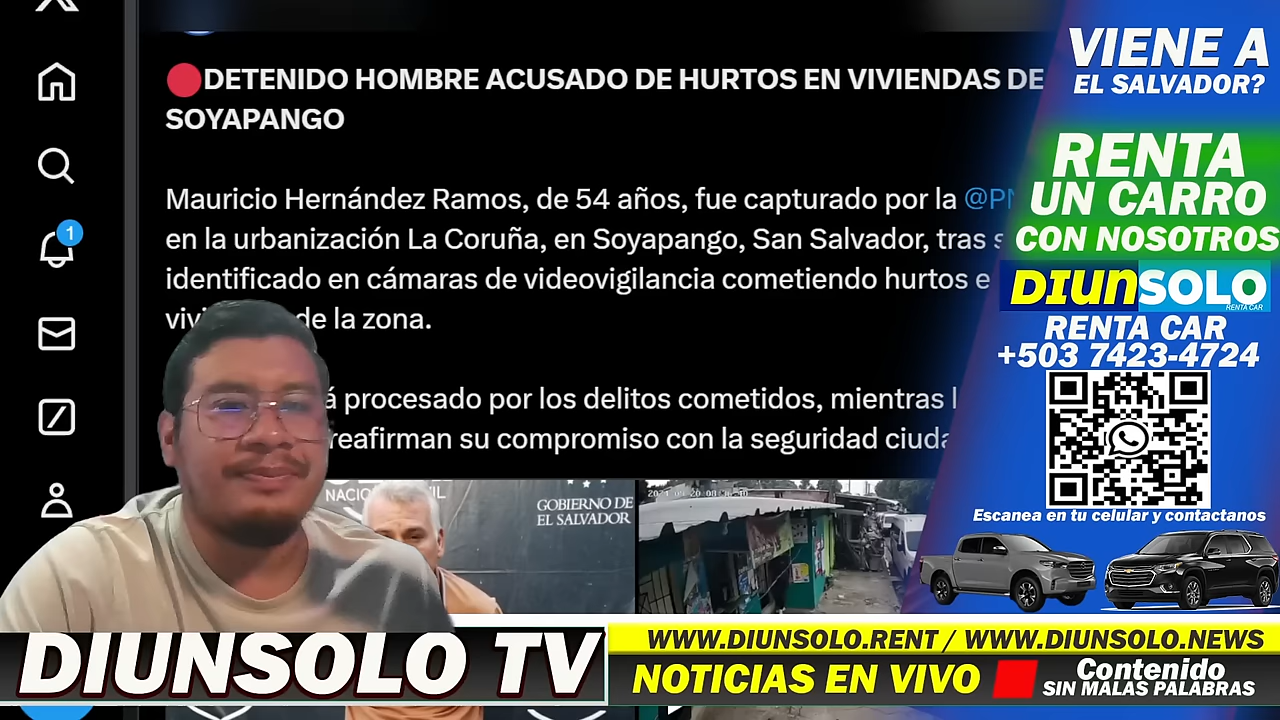 DETENIDO HOMBRE ACUSADO DE HURTOS EN VIVIENDAS DE
SOYAPANGO
Mauricio Hernández Ramos, de 54 años, fue capturado por la
en la urbanización La Coruña, en Soyapango, San Salvador, tras
identificado en cámaras de videovigilancia cometiendo hurtos
de la zona.
procesado por los delitos cometidos, mientras
reafirman su compromiso con la seguridad
1
GOBIERNO DE
EL SALVADOR
VIENE A
EL SALVADOR?
RENTA
UN CARRO
CON NOSOTROS
DIUNSOLO
RENTA CAR
RENTA CAR
+503 7423-4724
Escanea en tu celular y contactanos
DIUNSOLO TV
WWW.DIUNSOLO.RENT / WWW.DIUNSOLO.NEWS
NOTICIAS EN VIVO
Contenido
SIN MALAS PALABRAS